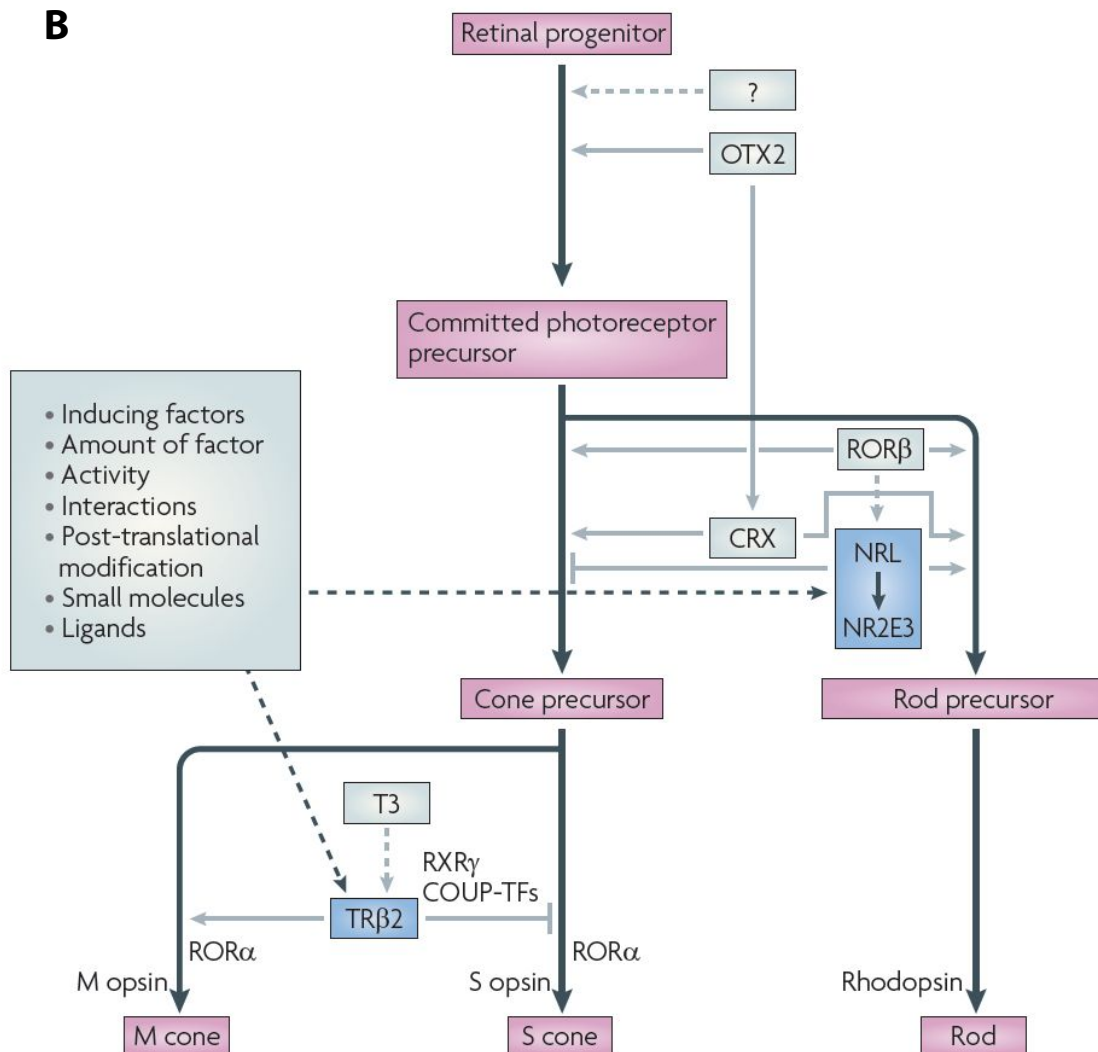 B
Retinal progenitor
?
OTX2
Committed photoreceptor
precursor
• Inducing factors
• Amount of factor
• Activity
• Interactions
• Post-translational
modification
• Small molecules
• Ligands
RORβ
CRX
NRL
NR2E3
Cone precursor
Rod precursor
T3
RXRγ
COUP-TFs
TRβ2
RORα
RORα
M opsin
S opsin
Rhodopsin
M cone
S cone
Rod